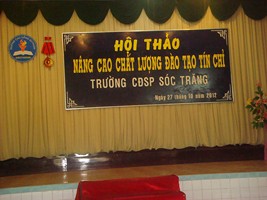 HỘI THẢO
NÂNG CAO CHẤT LƯỢNG ĐÀO TẠO TÍN CHỈ
TRƯỜNG CĐSP SÓC TRĂNG
Ngày 27 tháng 10 năm 2012